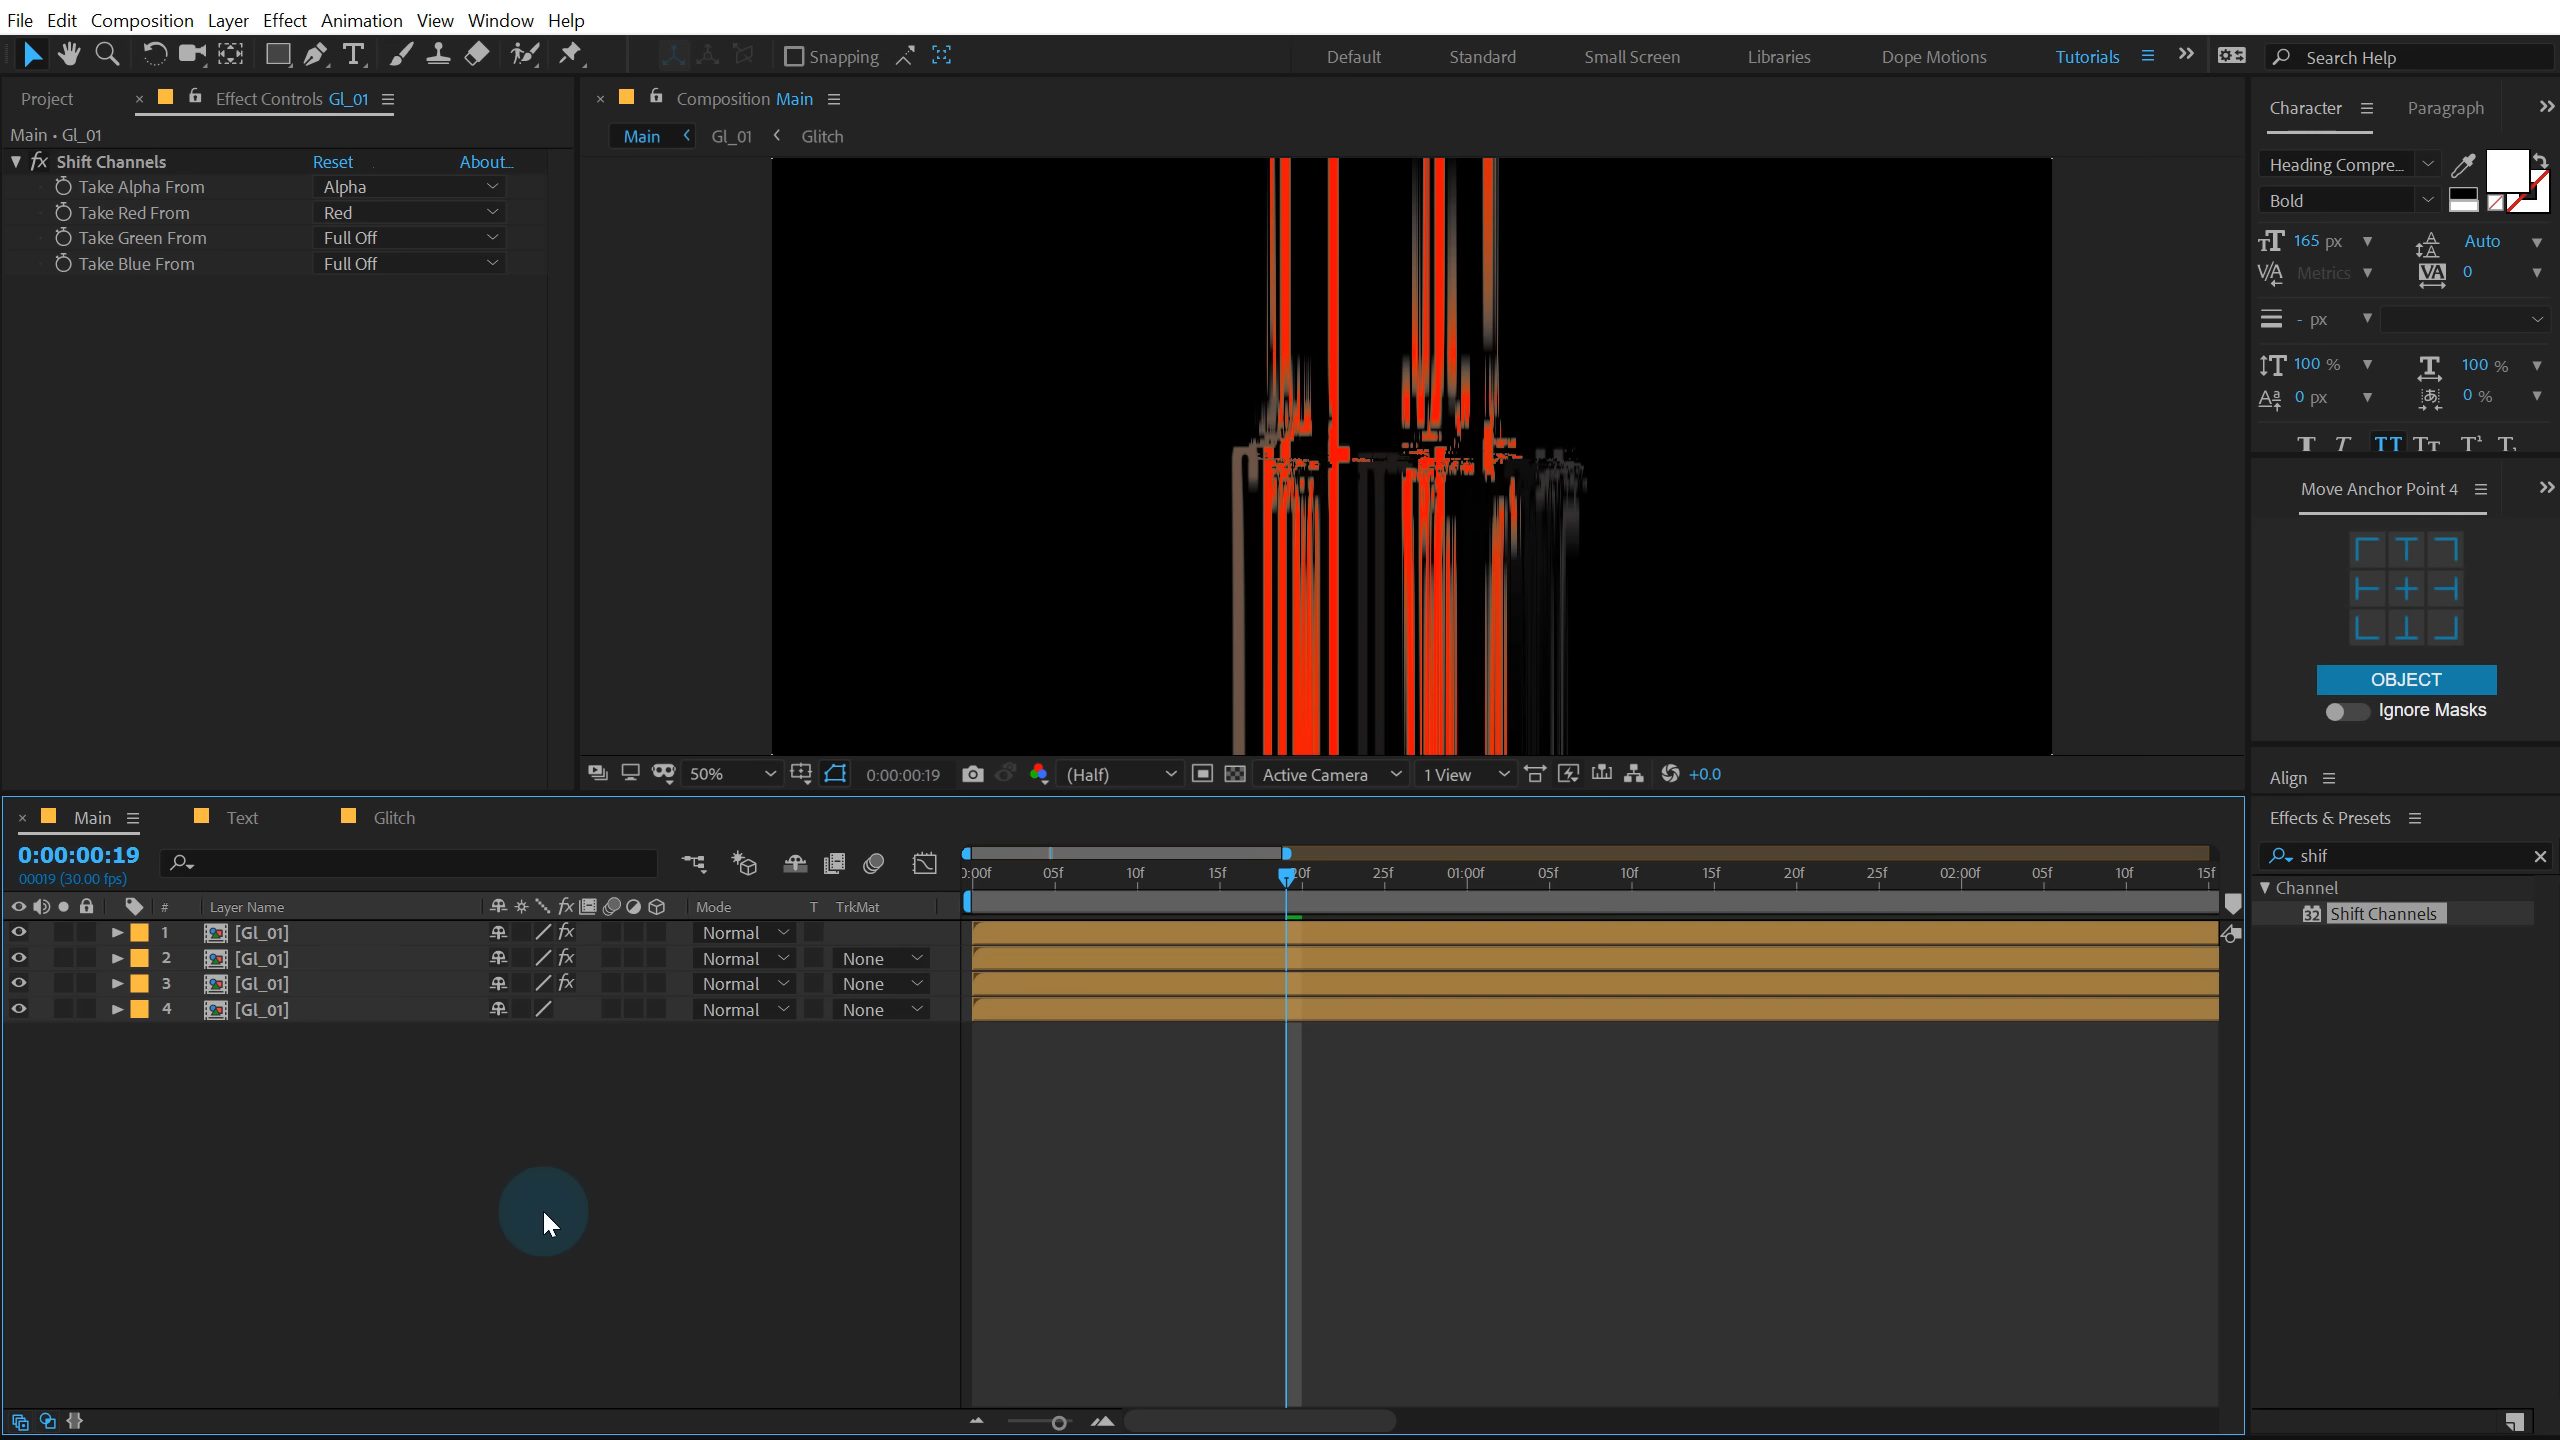 File Edit Composition Layer Effect Animation View Window Help
Snapping
Default Standard Small Screen Libraries Dope Motions Tutorials Search Help
Project Effect Controls Gl_01
Main • Gl_01
fx Shift Channels Reset About...
Take Alpha From Alpha
Take Red From Red
Take Green From Full Off
Take Blue From Full Off
Composition Main
Main Gl_01 Glitch
50% 0:00:00:19 (Half) Active Camera 1 View +0.0
Character Paragraph
Heading Compre...
Bold
165 px Auto
Metrics 0
- px
100 % 100 %
0 px 0 %
Move Anchor Point 4
OBJECT
Ignore Masks
Align
Effects & Presets
shif
Channel
32 Shift Channels
Main Text Glitch
0:00:00:19
00019 (30.00 fps)
0:00f 05f 10f 15f 20f 25f 01:00f 05f 10f 15f 20f 25f 02:00f 05f 10f 15f
# Layer Name fx Mode T TrkMat
1 [Gl_01] fx Normal
2 [Gl_01] fx Normal None
3 [Gl_01] fx Normal None
4 [Gl_01] Normal None